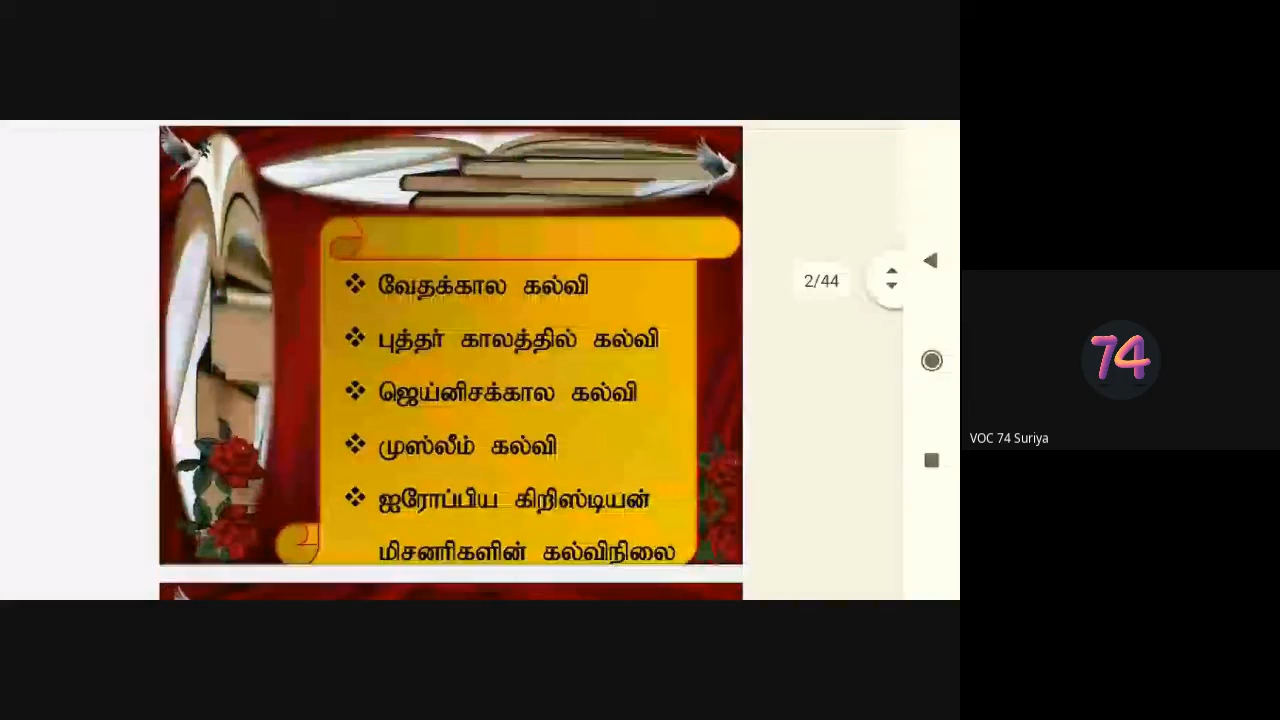 ❖ வேதக்கால கல்வி
❖ புத்தர் காலத்தில் கல்வி
❖ ஜெய்னிசக்கால கல்வி
❖ முஸ்லீம் கல்வி
❖ ஐரோப்பிய கிறிஸ்டியன்
மிசனரிகளின் கல்விநிலை
2/44
74
VOC 74 Suriya